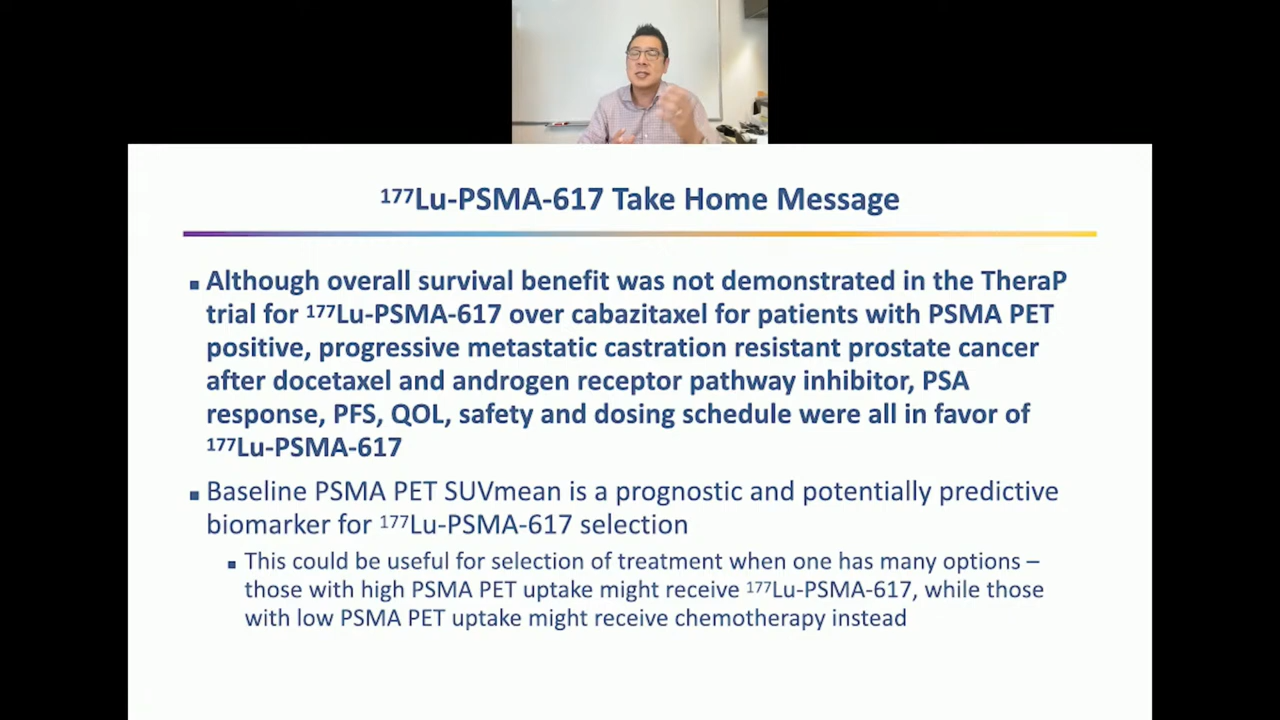 ¹⁷⁷Lu-PSMA-617 Take Home Message
Although overall survival benefit was not demonstrated in the TheraP
trial for ¹⁷⁷Lu-PSMA-617 over cabazitaxel for patients with PSMA PET
positive, progressive metastatic castration resistant prostate cancer
after docetaxel and androgen receptor pathway inhibitor, PSA
response, PFS, QOL, safety and dosing schedule were all in favor of
¹⁷⁷Lu-PSMA-617
Baseline PSMA PET SUVmean is a prognostic and potentially predictive
biomarker for ¹⁷⁷Lu-PSMA-617 selection
This could be useful for selection of treatment when one has many options –
those with high PSMA PET uptake might receive ¹⁷⁷Lu-PSMA-617, while those
with low PSMA PET uptake might receive chemotherapy instead